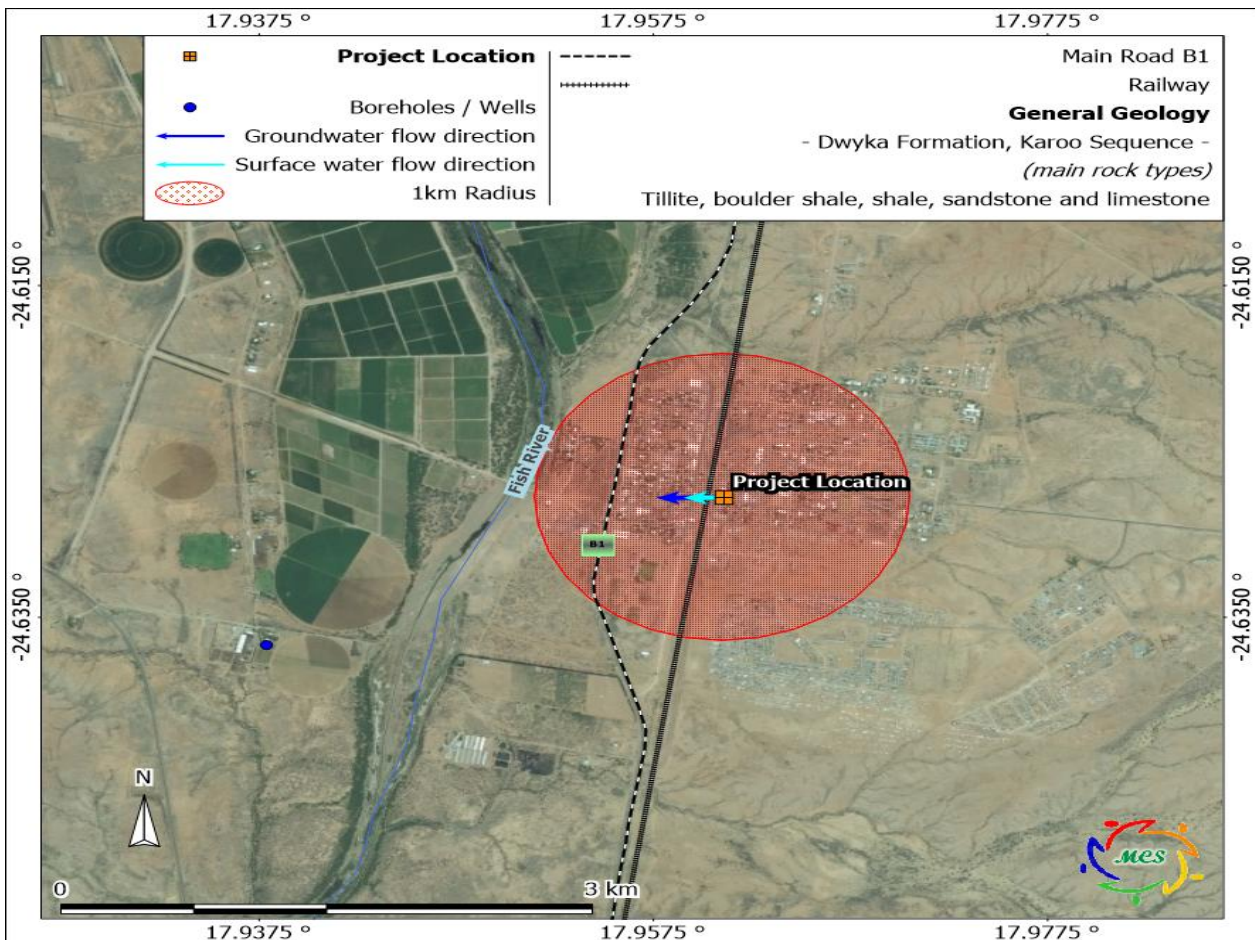 17.9375 ° 17.9575 ° 17.9775 °
Project Location
Boreholes / Wells
Groundwater flow direction
Surface water flow direction
1km Radius
Main Road B1
Railway
General Geology
- Dwyka Formation, Karoo Sequence -
(main rock types)
Tillite, boulder shale, shale, sandstone and limestone
-24.6150 ° -24.6150 °
Fish River
Project Location
B1
-24.6350 ° -24.6350 °
N
MCS
0 3 km
17.9375 ° 17.9575 ° 17.9775 °